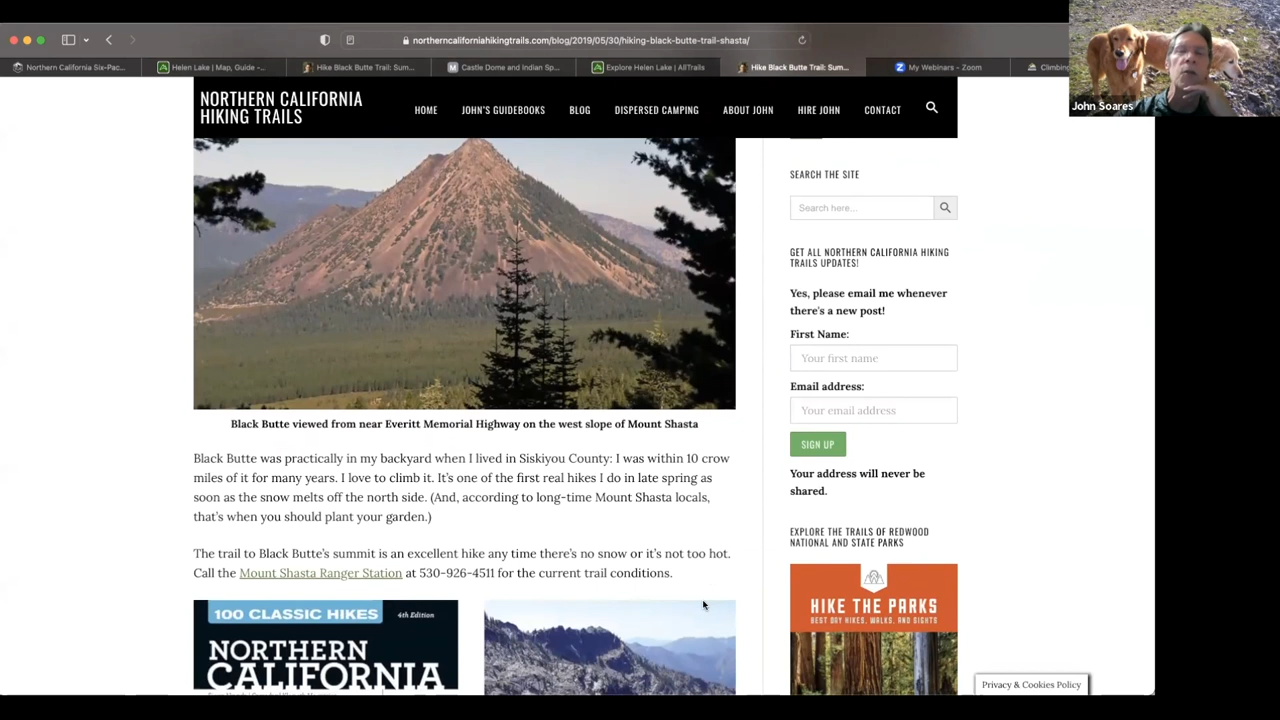 northerncaliforniahikingtrails.com/blog/2019/05/30/hiking-black-butte-trail-shasta/
Northern California Six-Pac...
Helen Lake | Map, Guide -...
Hike Black Butte Trail: Sum...
Castle Dome and Indian Sp...
Explore Helen Lake | AllTrails
Hike Black Butte Trail: Sum...
My Webinars - Zoom
Climbing
John Soares
NORTHERN CALIFORNIA
HIKING TRAILS
HOME
JOHN'S GUIDEBOOKS
BLOG
DISPERSED CAMPING
ABOUT JOHN
HIRE JOHN
CONTACT
Black Butte viewed from near Everitt Memorial Highway on the west slope of Mount Shasta
Black Butte was practically in my backyard when I lived in Siskiyou County: I was within 10 crow
miles of it for many years. I love to climb it. It's one of the first real hikes I do in late spring as
soon as the snow melts off the north side. (And, according to long-time Mount Shasta locals,
that's when you should plant your garden.)
The trail to Black Butte's summit is an excellent hike any time there's no snow or it's not too hot.
Call the Mount Shasta Ranger Station at 530-926-4511 for the current trail conditions.
100 CLASSIC HIKES
4th Edition
NORTHERN
CALIFORNIA
SEARCH THE SITE
Search here...
GET ALL NORTHERN CALIFORNIA HIKING
TRAILS UPDATES!
Yes, please email me whenever
there's a new post!
First Name:
Your first name
Email address:
Your email address
SIGN UP
Your address will never be
shared.
EXPLORE THE TRAILS OF REDWOOD
NATIONAL AND STATE PARKS
HIKE THE PARKS
BEST DAY HIKES, WALKS, AND SIGHTS
Privacy & Cookies Policy